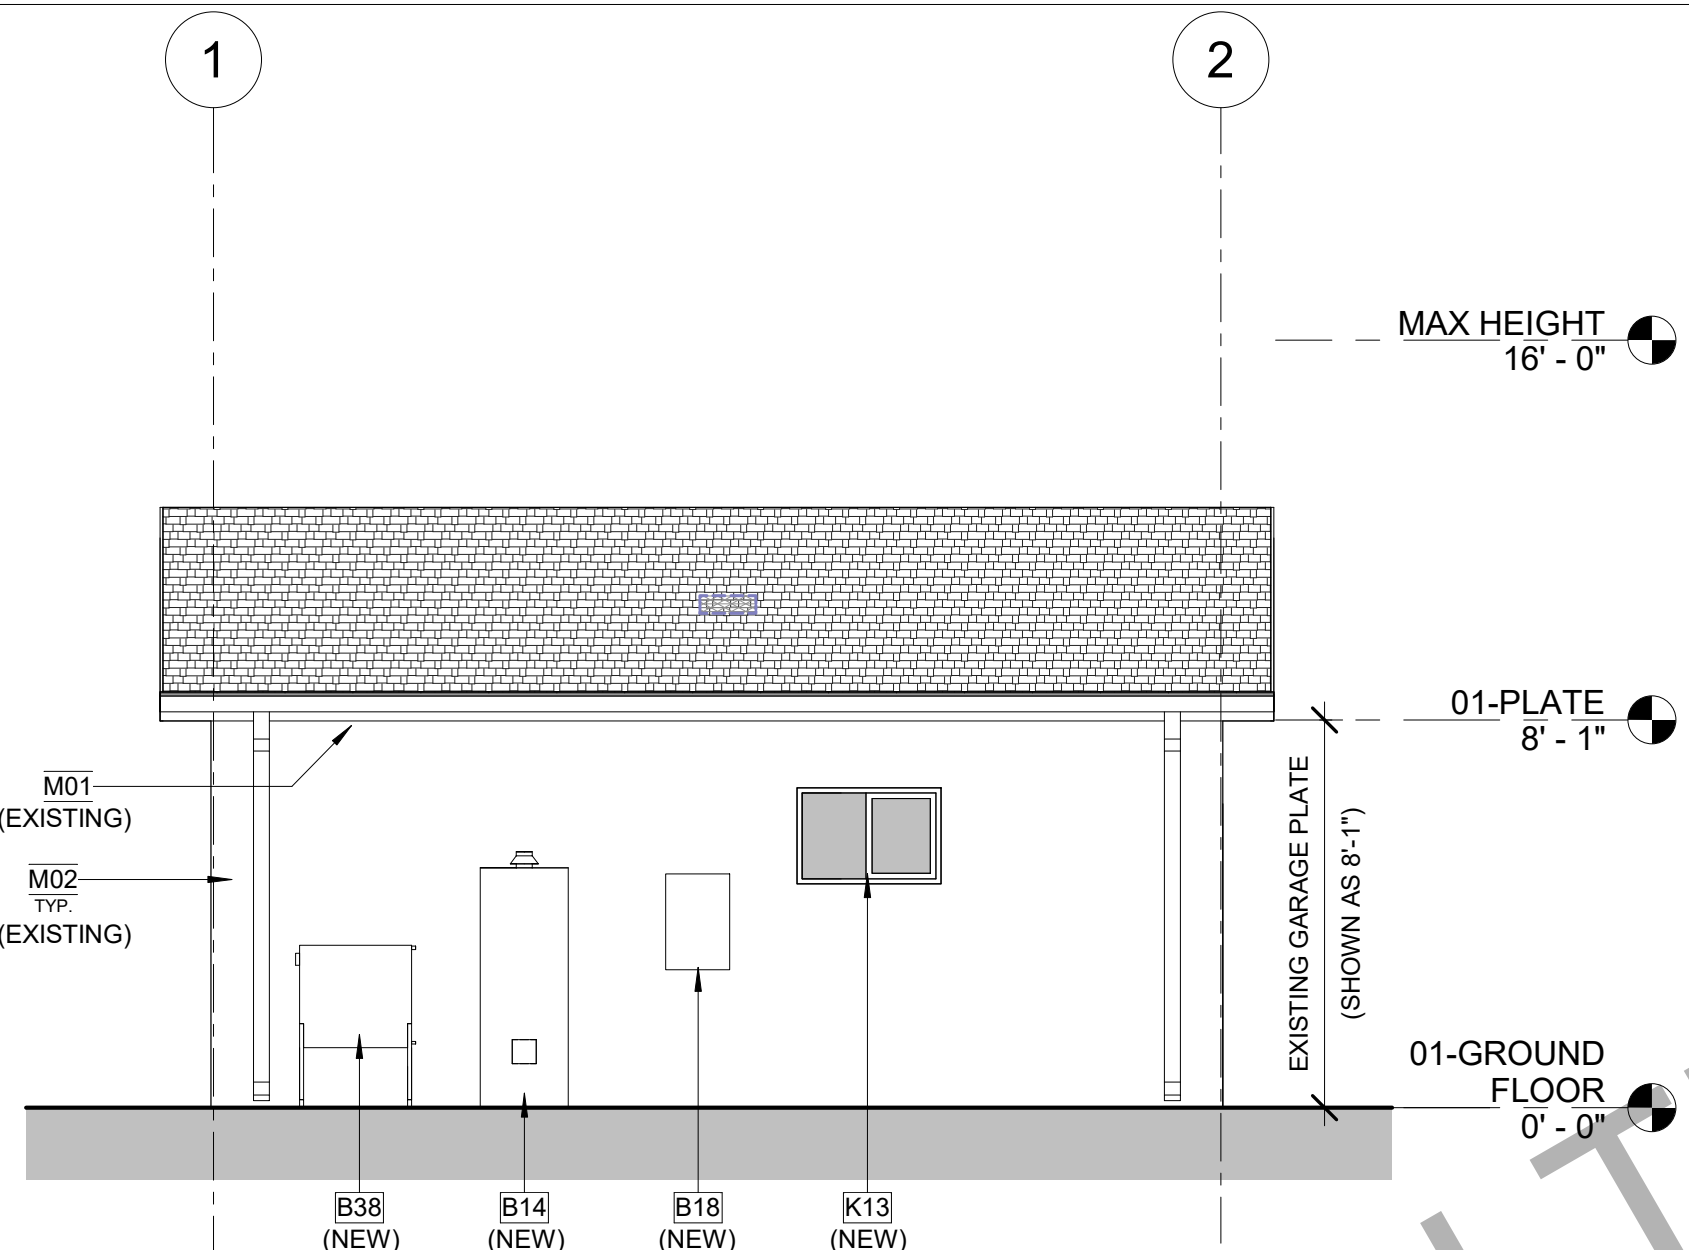 1
2
MAX HEIGHT
16' - 0"
01-PLATE
8' - 1"
M01
(EXISTING)
M02
TYP.
(EXISTING)
EXISTING GARAGE PLATE
(SHOWN AS 8'-1")
01-GROUND
FLOOR
0' - 0"
B38
(NEW)
B14
(NEW)
B18
(NEW)
K13
(NEW)